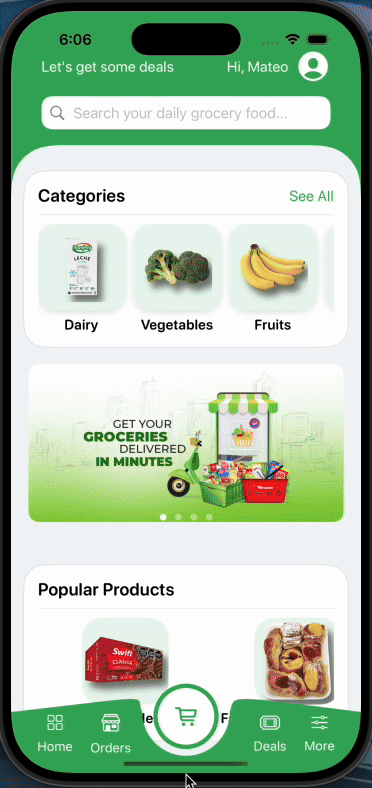 6:06
Let's get some deals
Hi, Mateo
Search your daily grocery food...
Categories
See All
LECHE
Dairy
Vegetables
Fruits
GET YOUR
GROCERIES
DELIVERED
IN MINUTES
Popular Products
Swift
CLASICA
Home
Orders
Deals
More